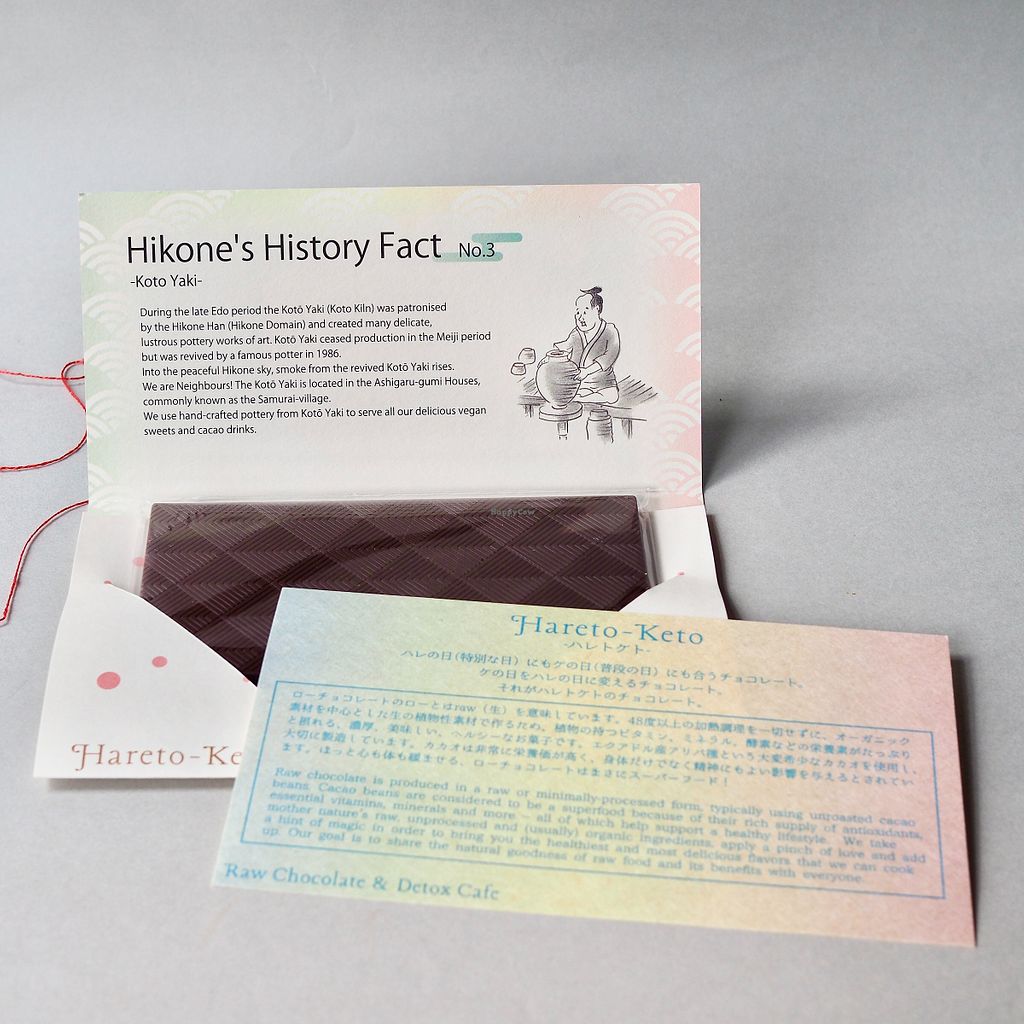 Hikone's History Fact No.3
-Koto Yaki-
During the late Edo period the Kotō Yaki (Koto Kiln) was patronised
by the Hikone Han (Hikone Domain) and created many delicate,
lustrous pottery works of art. Kotō Yaki ceased production in the Meiji period
but was revived by a famous potter in 1986.
Into the peaceful Hikone sky, smoke from the revived Kotō Yaki rises.
We are Neighbours! The Kotō Yaki is located in the Ashigaru-gumi Houses,
commonly known as the Samurai-village.
We use hand-crafted pottery from Kotō Yaki to serve all our delicious vegan
sweets and cacao drinks.
HappyCow
Hareto-Ke
Hareto-Keto
-ハレトケト-
ハレの日(特別な日)にもケの日(普段の日)にも合うチョコレート。
ケの日をハレの日に変えるチョコレート。
それがハレトケトのチョコレート。
ローチョコレートのローとはraw(生)を意味しています。48度以上の加熱調理を一切せずに、オーガニック
素材を中心とした生の植物性素材で作るため、植物の持つビタミン、ミネラル、酵素などの栄養素がたっぷり
と摂れる、濃厚、美味しい、ヘルシーなお菓子です。エクアドル産アリバ種という大変希少なカカオを使用し、
大切に製造しています。カカオは非常に栄養価が高く、身体だけでなく精神にもよい影響を与えるとされてい
ます。ほっと心も体も緩ませる、ローチョコレートはまさにスーパーフード!
Raw chocolate is produced in a raw or minimally-processed form, typically using unroasted cacao
beans. Cacao beans are considered to be a superfood because of their rich supply of antioxidants,
essential vitamins, minerals and more - all of which help support a healthy lifestyle. We take
mother nature's raw, unprocessed and (usually) organic ingredients, apply a pinch of love and add
a hint of magic in order to bring you the healthiest and most delicious flavors that we can cook
up. Our goal is to share the natural goodness of raw food and its benefits with everyone.
Raw Chocolate & Detox Cafe